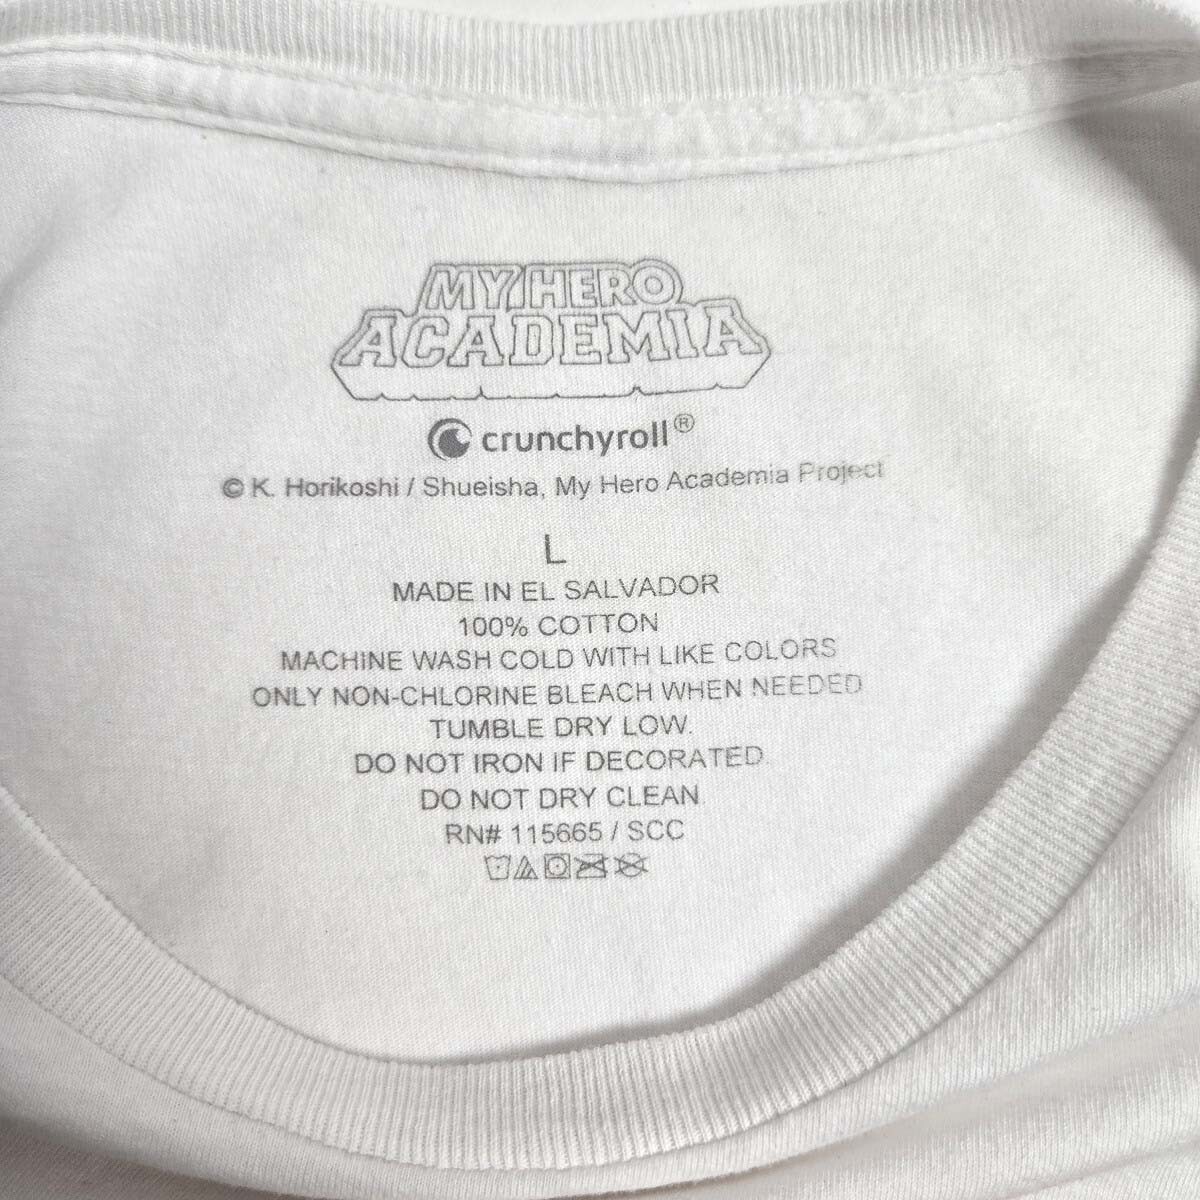 MY HERO
ACADEMIA
crunchyroll®
© K. Horikoshi / Shueisha, My Hero Academia Project
L
MADE IN EL SALVADOR
100% COTTON
MACHINE WASH COLD WITH LIKE COLORS
ONLY NON-CHLORINE BLEACH WHEN NEEDED
TUMBLE DRY LOW.
DO NOT IRON IF DECORATED.
DO NOT DRY CLEAN
RN# 115665 / SCC